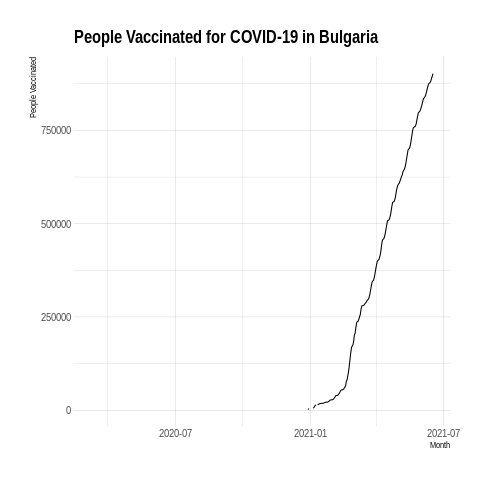 People Vaccinated for COVID-19 in Bulgaria
People Vaccinated
750000
500000
250000
0
2020-07
2021-01
2021-07
Month